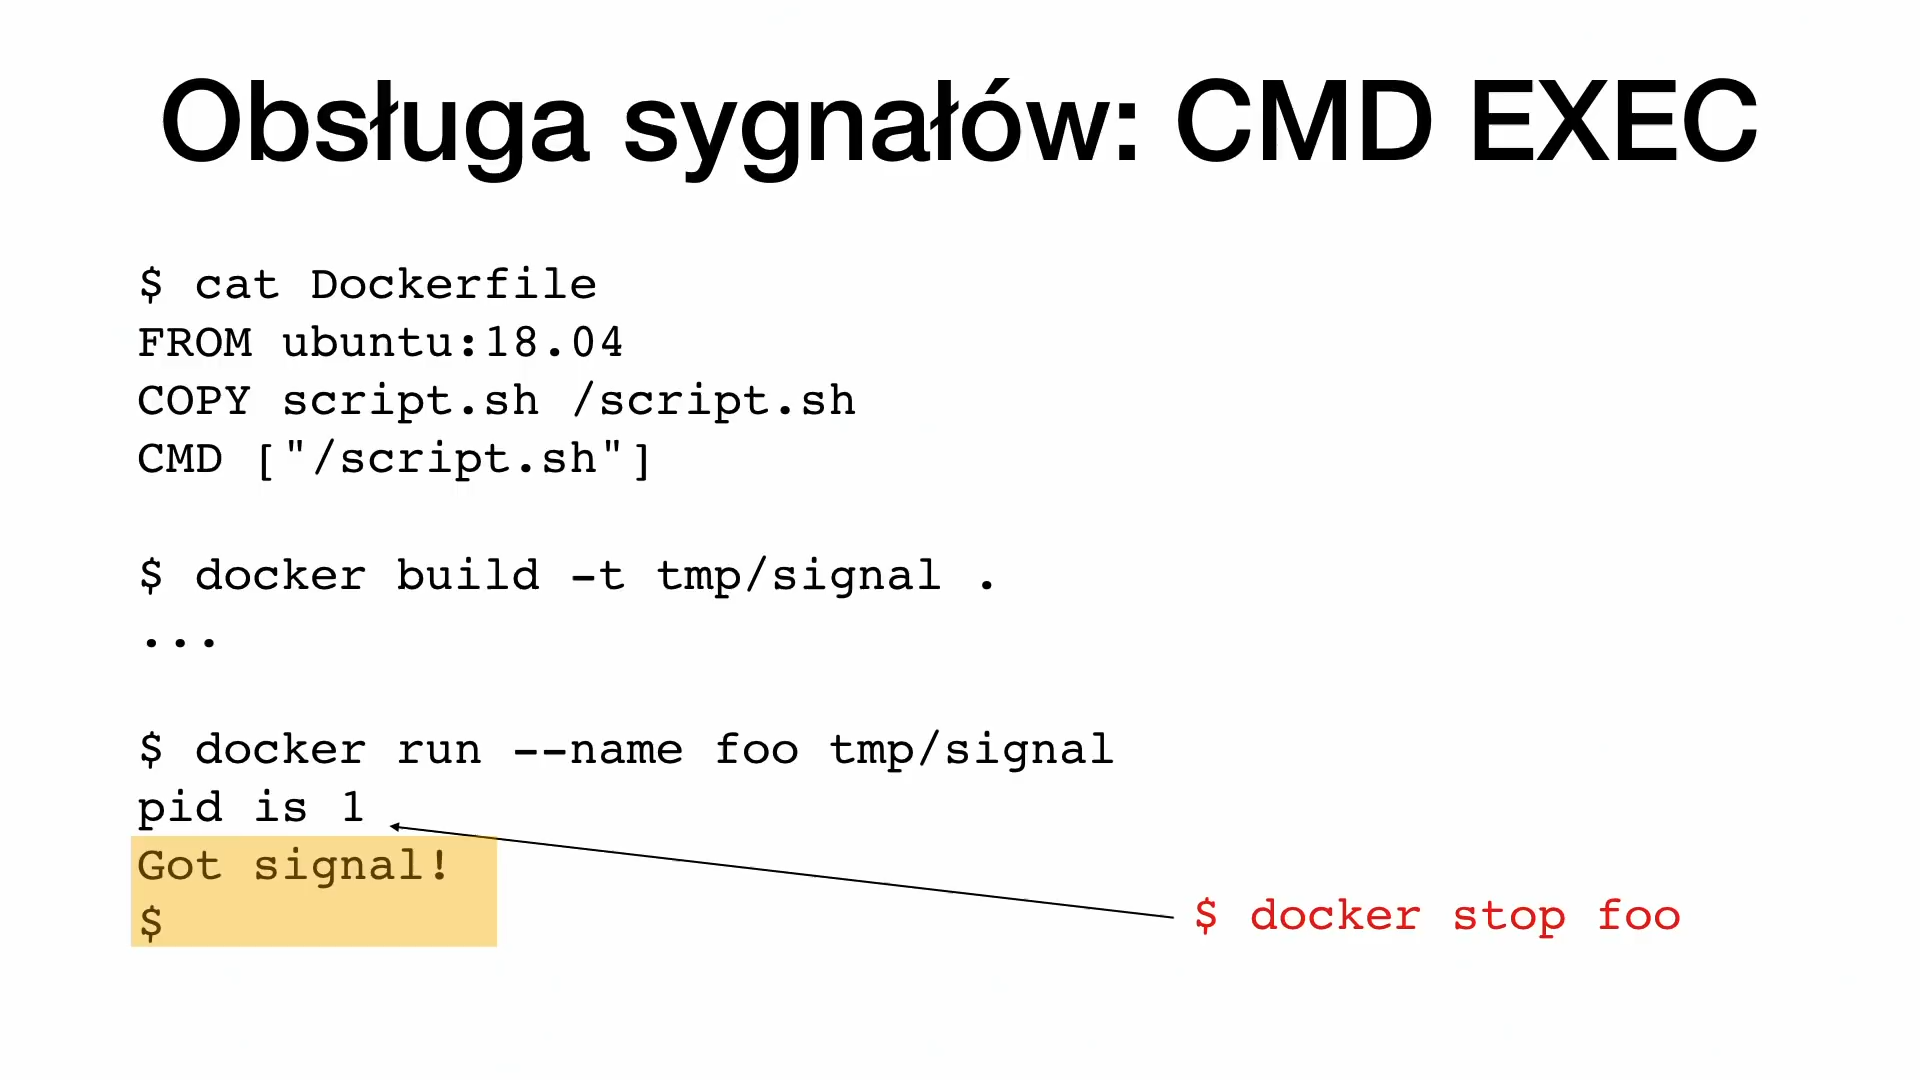 Obsługa sygnałów: CMD EXEC
$ cat Dockerfile
FROM ubuntu:18.04
COPY script.sh /script.sh
CMD ["/script.sh"]
$ docker build -t tmp/signal .
...
$ docker run --name foo tmp/signal
pid is 1
Got signal!
$
$ docker stop foo